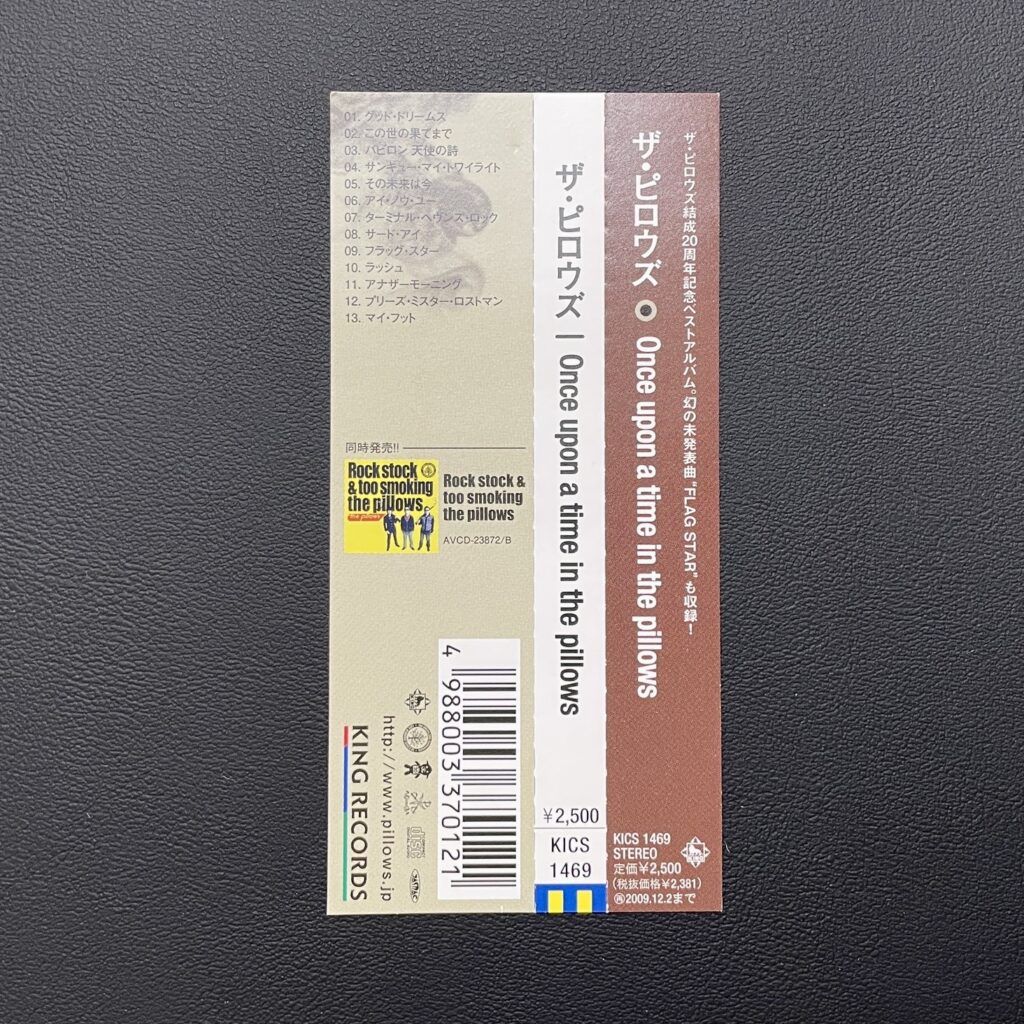 01. グッド・ドリームス
02. この世の果てまで
03. バビロン 天使の詩
04. サンキュー・マイ・トワイライト
05. その未来は今
06. アイ・ノウ・ユー
07. ターミナル・ヘヴンズ・ロック
08. サード・アイ
09. フラッグ・スター
10. ラッシュ
11. アナザーモーニング
12. プリーズ・ミスター・ロストマン
13. マイ・フット
同時発売!!
Rock stock
& too smoking
the pillows
the pillows
Rock stock &
too smoking
the pillows
AVCD-23872/B
4 988003 370121
http://www.pillows.jp
KING RECORDS
ザ・ピロウズ | Once upon a time in the pillows
¥2,500
KICS
1469
ザ・ピロウズ Once upon a time in the pillows
ザ・ピロウズ結成20周年記念ベストアルバム。幻の未発表曲“FLAG STAR”も収録!
KICS 1469
STEREO
定価¥2,500
(税抜価格¥2,381)
㊢2009.12.2まで